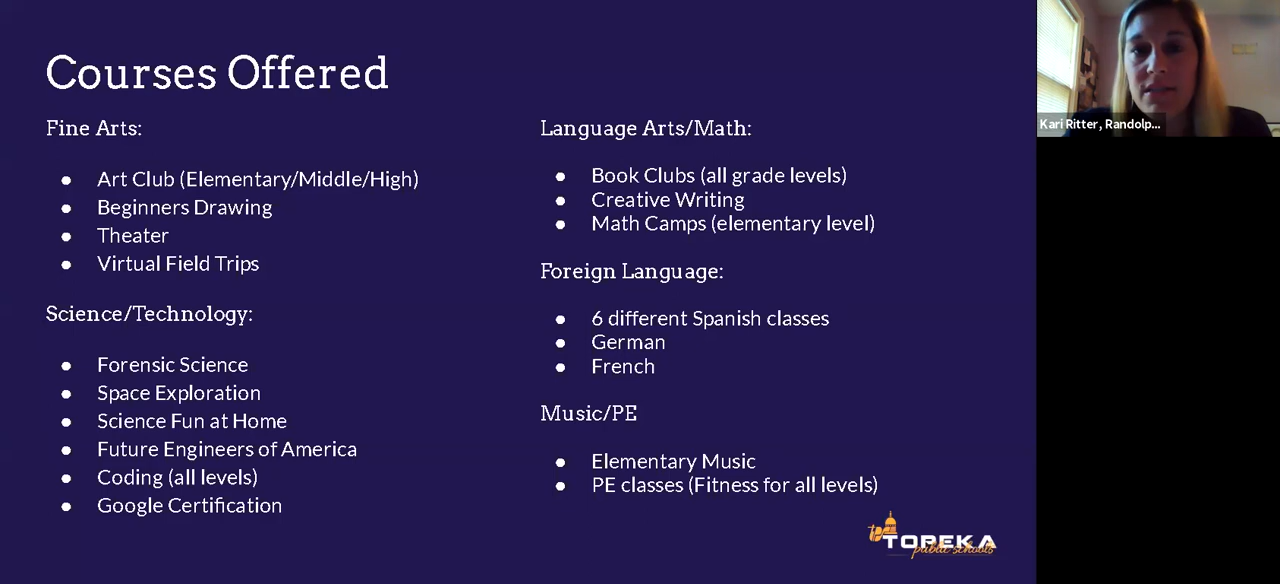 Courses Offered
Fine Arts:
● Art Club (Elementary/Middle/High)
● Beginners Drawing
● Theater
● Virtual Field Trips
Science/Technology:
● Forensic Science
● Space Exploration
● Science Fun at Home
● Future Engineers of America
● Coding (all levels)
● Google Certification
Language Arts/Math:
● Book Clubs (all grade levels)
● Creative Writing
● Math Camps (elementary level)
Foreign Language:
● 6 different Spanish classes
● German
● French
Music/PE
● Elementary Music
● PE classes (Fitness for all levels)
TOPEKA
public schools
Kari Ritter, Randolp...